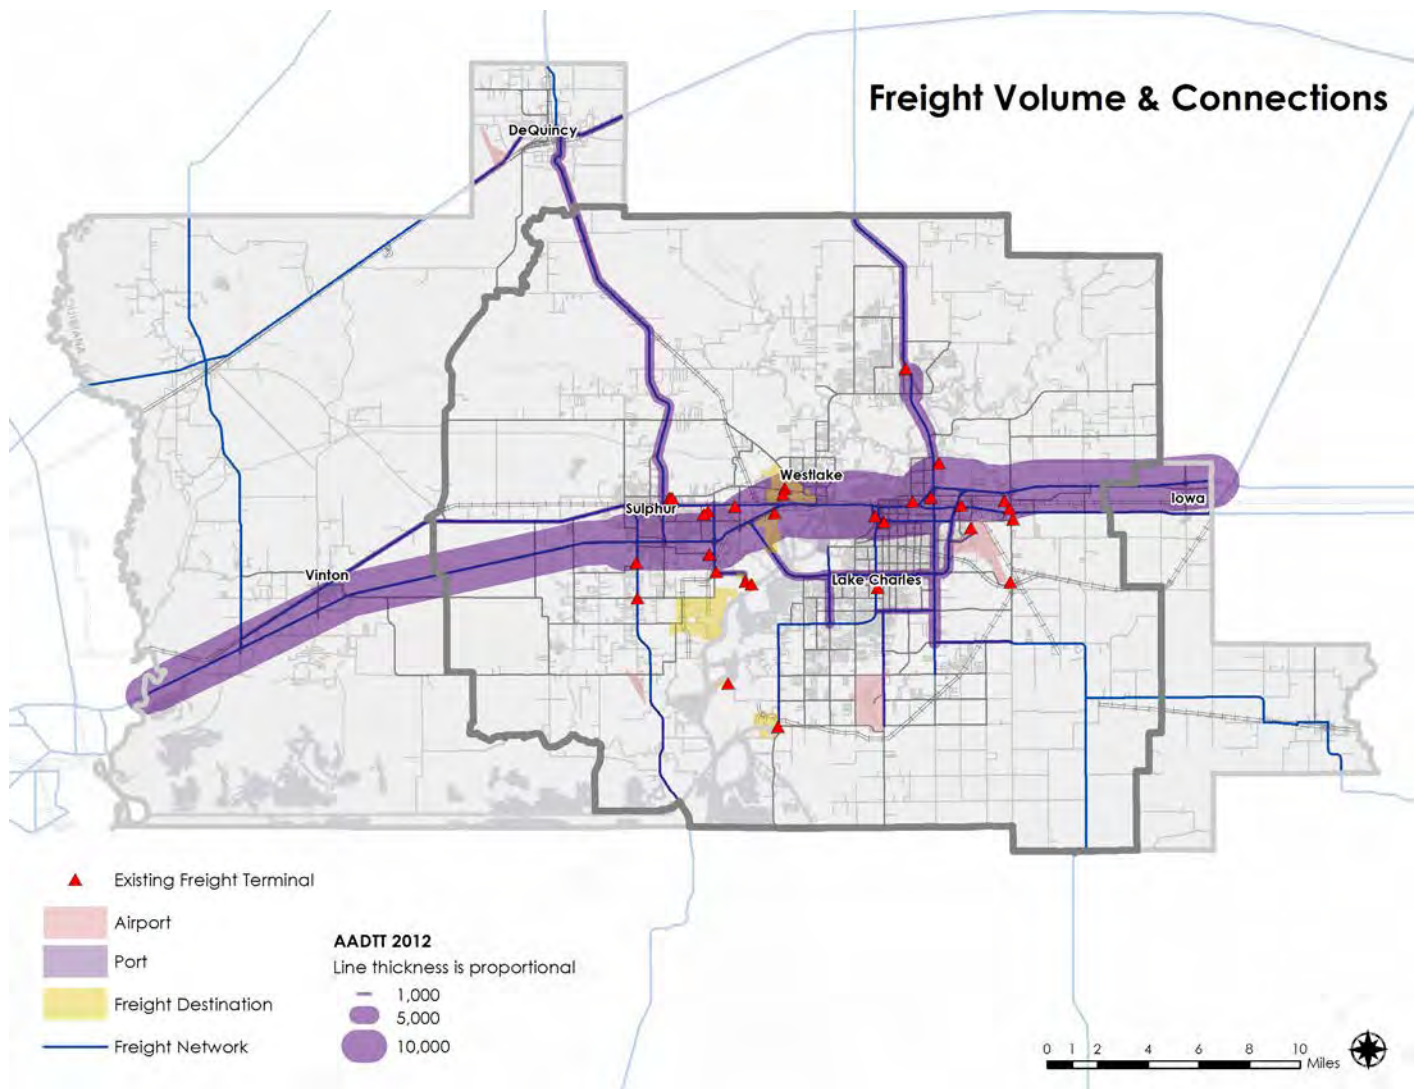 Freight Volume & Connections
DeQuincy
Westlake
Sulphur
Iowa
Vinton
Lake Charles
Existing Freight Terminal
Airport
Port
Freight Destination
Freight Network
AADTT 2012
Line thickness is proportional
1,000
5,000
10,000
0 1 2 4 6 8 10
Miles